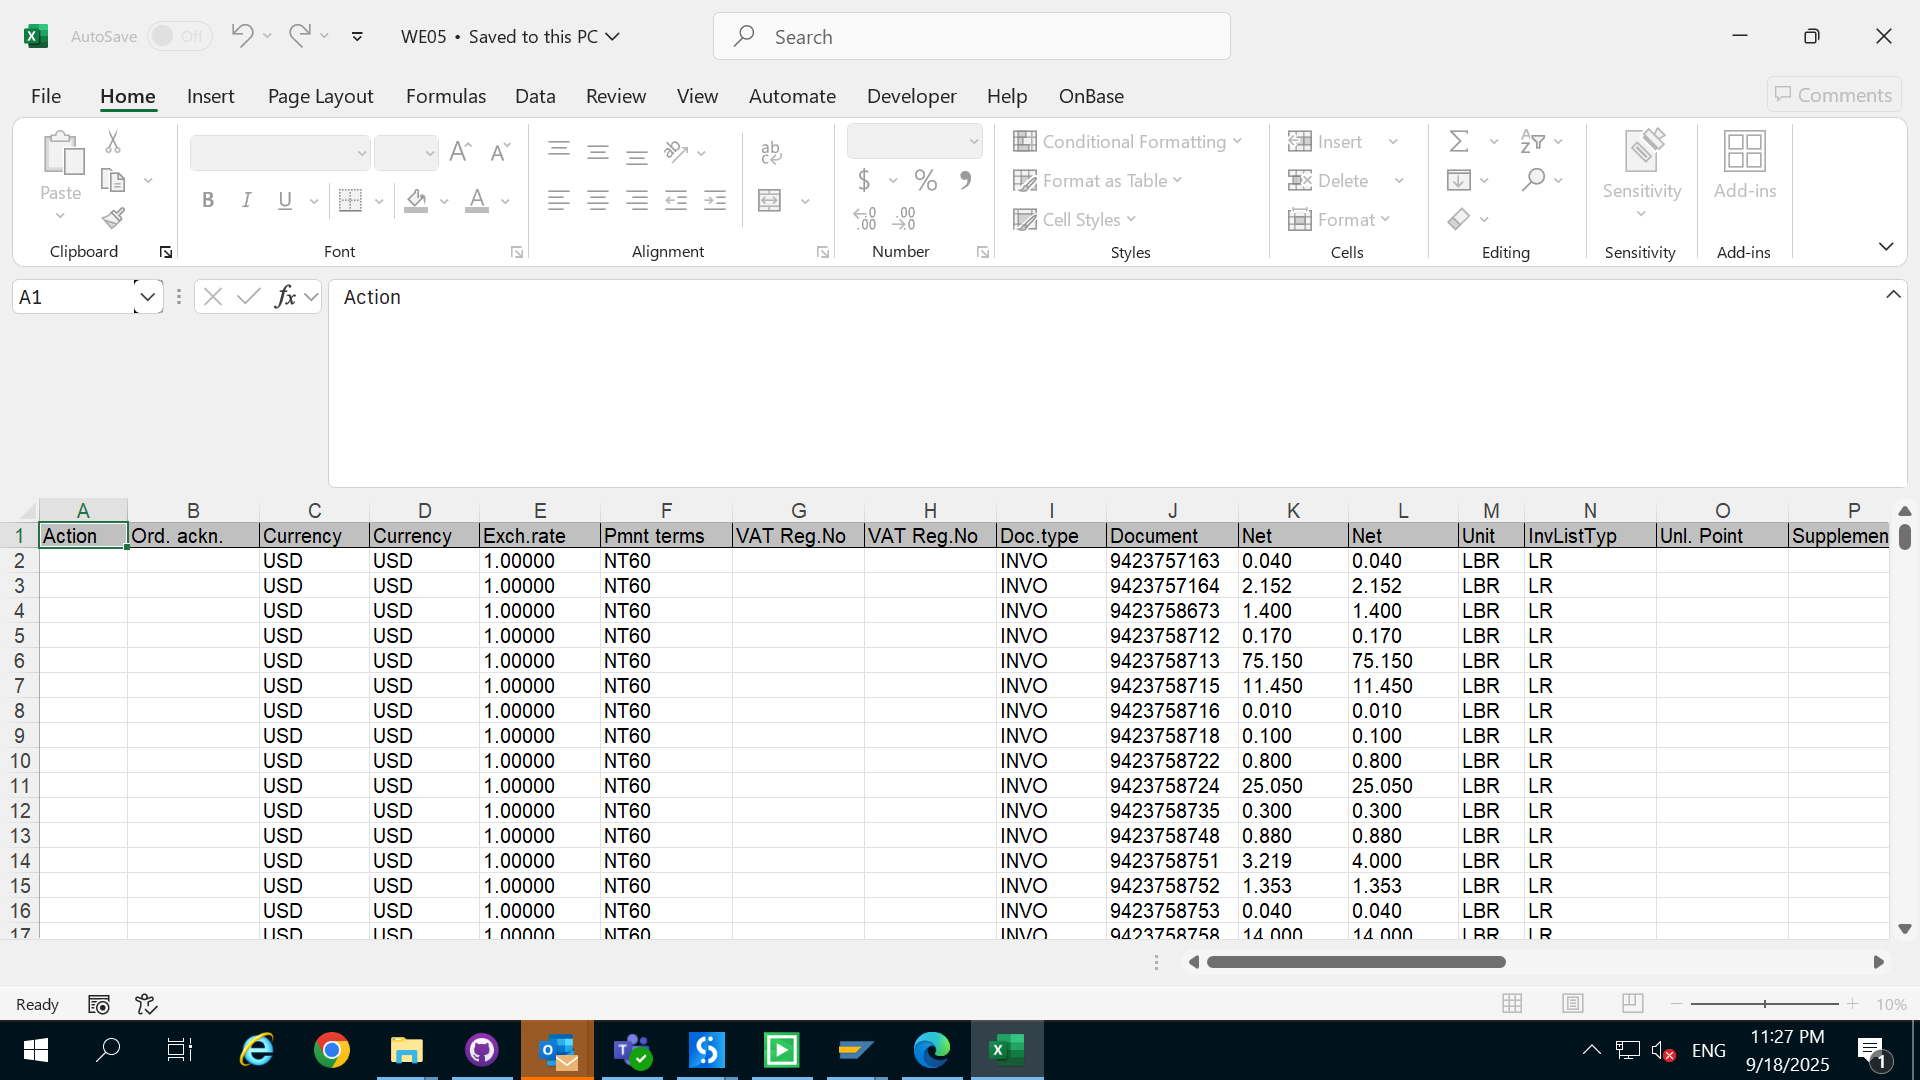 AutoSave Off WE05 • Saved to this PC Search
File Home Insert Page Layout Formulas Data Review View Automate Developer Help OnBase Comments
Paste
Clipboard
B I U A
Font
ab
Alignment
$ % 
Number
Conditional Formatting
Format as Table
Cell Styles
Styles
Insert
Delete
Format
Cells
Editing
Sensitivity
Sensitivity
Add-ins
Add-ins
A1 fx Action
A B C D E F G H I J K L M N O P
1 Action Ord. ackn. Currency Currency Exch.rate Pmnt terms VAT Reg.No VAT Reg.No Doc.type Document Net Net Unit InvListTyp Unl. Point Supplemen
2 USD USD 1.00000 NT60 INVO 9423757163 0.040 0.040 LBR LR
3 USD USD 1.00000 NT60 INVO 9423757164 2.152 2.152 LBR LR
4 USD USD 1.00000 NT60 INVO 9423758673 1.400 1.400 LBR LR
5 USD USD 1.00000 NT60 INVO 9423758712 0.170 0.170 LBR LR
6 USD USD 1.00000 NT60 INVO 9423758713 75.150 75.150 LBR LR
7 USD USD 1.00000 NT60 INVO 9423758715 11.450 11.450 LBR LR
8 USD USD 1.00000 NT60 INVO 9423758716 0.010 0.010 LBR LR
9 USD USD 1.00000 NT60 INVO 9423758718 0.100 0.100 LBR LR
10 USD USD 1.00000 NT60 INVO 9423758722 0.800 0.800 LBR LR
11 USD USD 1.00000 NT60 INVO 9423758724 25.050 25.050 LBR LR
12 USD USD 1.00000 NT60 INVO 9423758735 0.300 0.300 LBR LR
13 USD USD 1.00000 NT60 INVO 9423758748 0.880 0.880 LBR LR
14 USD USD 1.00000 NT60 INVO 9423758751 3.219 4.000 LBR LR
15 USD USD 1.00000 NT60 INVO 9423758752 1.353 1.353 LBR LR
16 USD USD 1.00000 NT60 INVO 9423758753 0.040 0.040 LBR LR
17 USD USD 1.00000 NT60 INVO 9423758758 14.000 14.000 LBR LR
Ready 10%
ENG 11:27 PM
9/18/2025
1